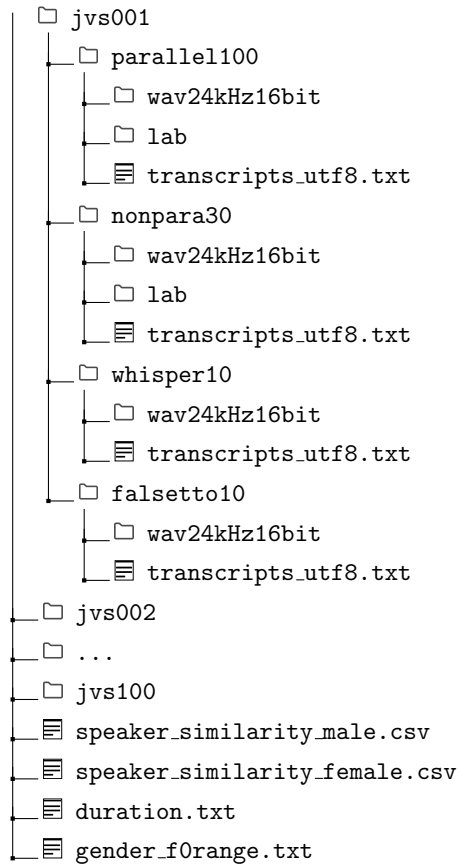 jvs001
parallel100
wav24kHz16bit
lab
transcripts_utf8.txt
nonpara30
wav24kHz16bit
lab
transcripts_utf8.txt
whisper10
wav24kHz16bit
transcripts_utf8.txt
falsetto10
wav24kHz16bit
transcripts_utf8.txt
jvs002
...
jvs100
speaker_similarity_male.csv
speaker_similarity_female.csv
duration.txt
gender_f0range.txt